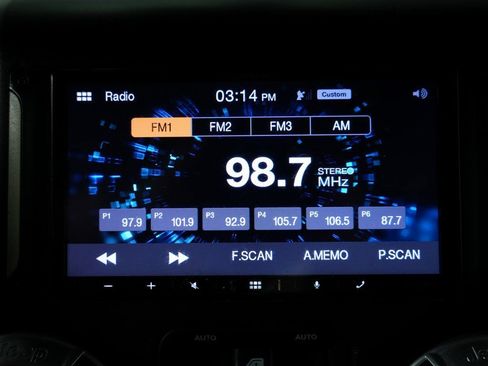 Radio 03:14 PM Custom
FM1 FM2 FM3 AM
98.7 STEREO MHz
P1 97.9 P2 101.9 P3 92.9 P4 105.7 P5 106.5 P6 87.7
F.SCAN A.MEMO P.SCAN
AUTO AUTO